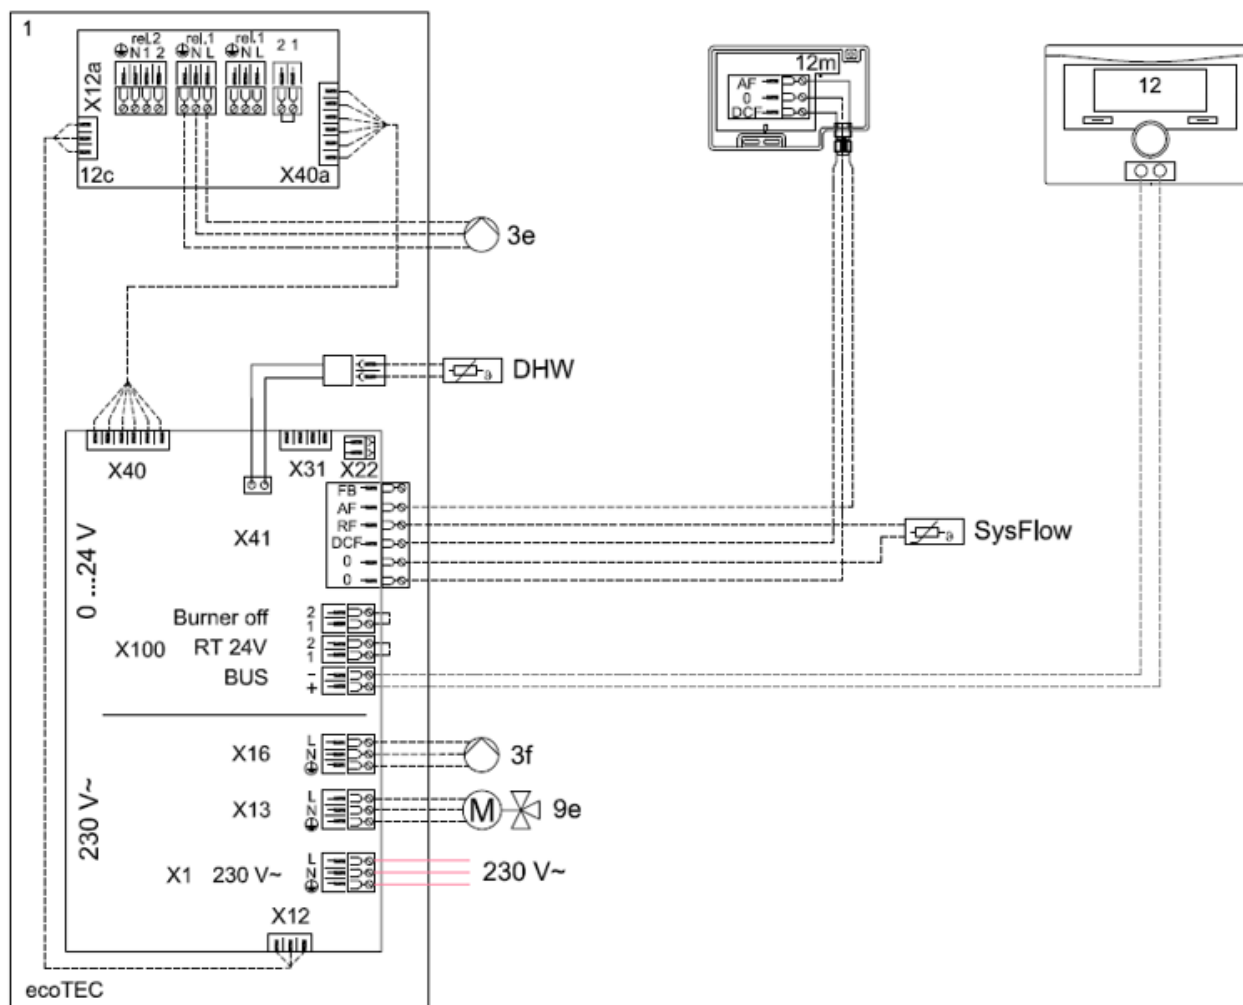 1
rel.2 rel.1 rel.1
N 1 2 N L N L 2 1
X12a
12c X40a
3e
12m
AF
0
DCF
12
DHW
X40 X31 X22
0 ...24 V
X41
FB
AF
RF
DCF
0
0
SysFlow
Burner off 2
1
X100 RT 24V 2
1
BUS -
+
230 V~
X16 L
N
3f
X13 L
N
M 9e
X1 230 V~ L
N
230 V~
X12
ecoTEC